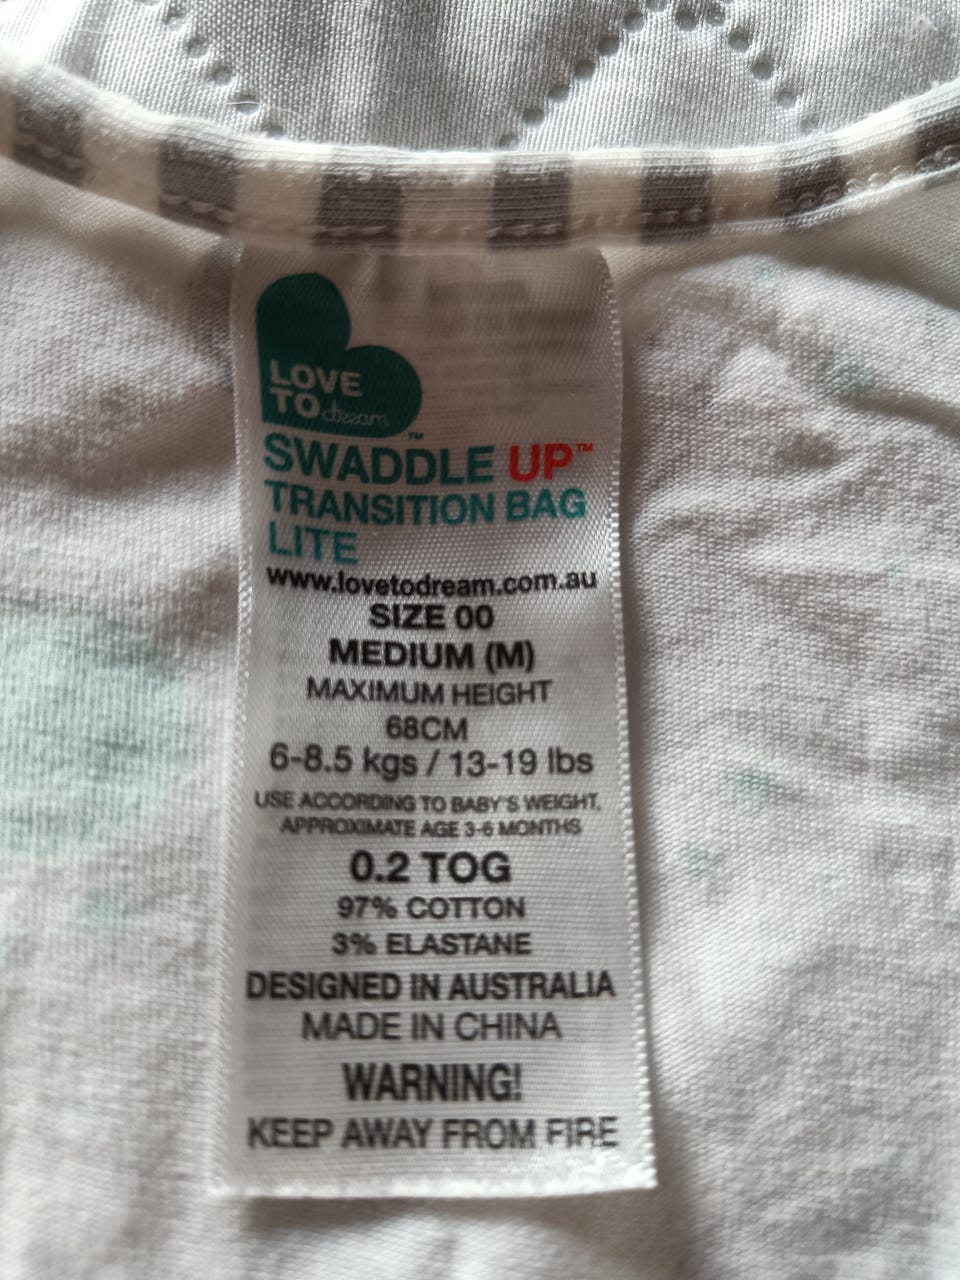 LOVE
TO dream™
SWADDLE UP™
TRANSITION BAG
LITE
www.lovetodream.com.au
SIZE 00
MEDIUM (M)
MAXIMUM HEIGHT
68CM
6-8.5 kgs / 13-19 lbs
USE ACCORDING TO BABY'S WEIGHT,
APPROXIMATE AGE 3-6 MONTHS
0.2 TOG
97% COTTON
3% ELASTANE
DESIGNED IN AUSTRALIA
MADE IN CHINA
WARNING!
KEEP AWAY FROM FIRE